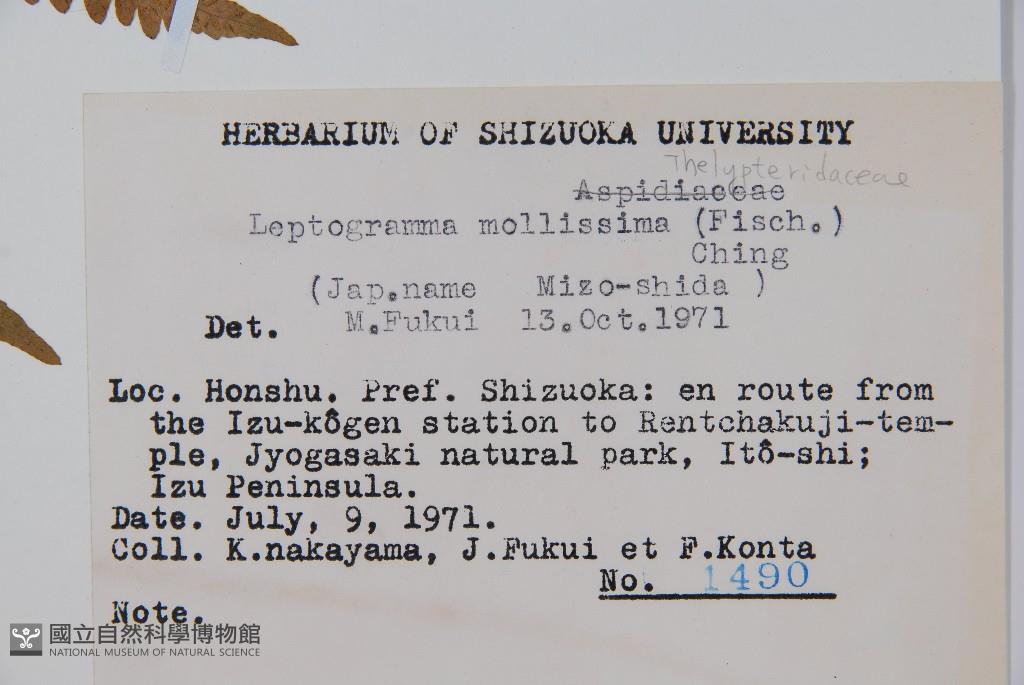 HERBARIUM OF SHIZUOKA UNIVERSITY
Thelypteridaceae
Aspidiaceae
Leptogramma mollissima (Fisch.)
Ching
(Jap.name Mizo-shida )
Det. M.Fukui 13.Oct.1971
Loc. Honshu. Pref. Shizuoka: en route from
the Izu-kôgen station to Rentchakuji-tem-
ple, Jyogasaki natural park, Itô-shi;
Izu Peninsula.
Date. July, 9, 1971.
Coll. K.nakayama, J.Fukui et F.Konta
No. 1490
Note.
國立自然科學博物館
NATIONAL MUSEUM OF NATURAL SCIENCE